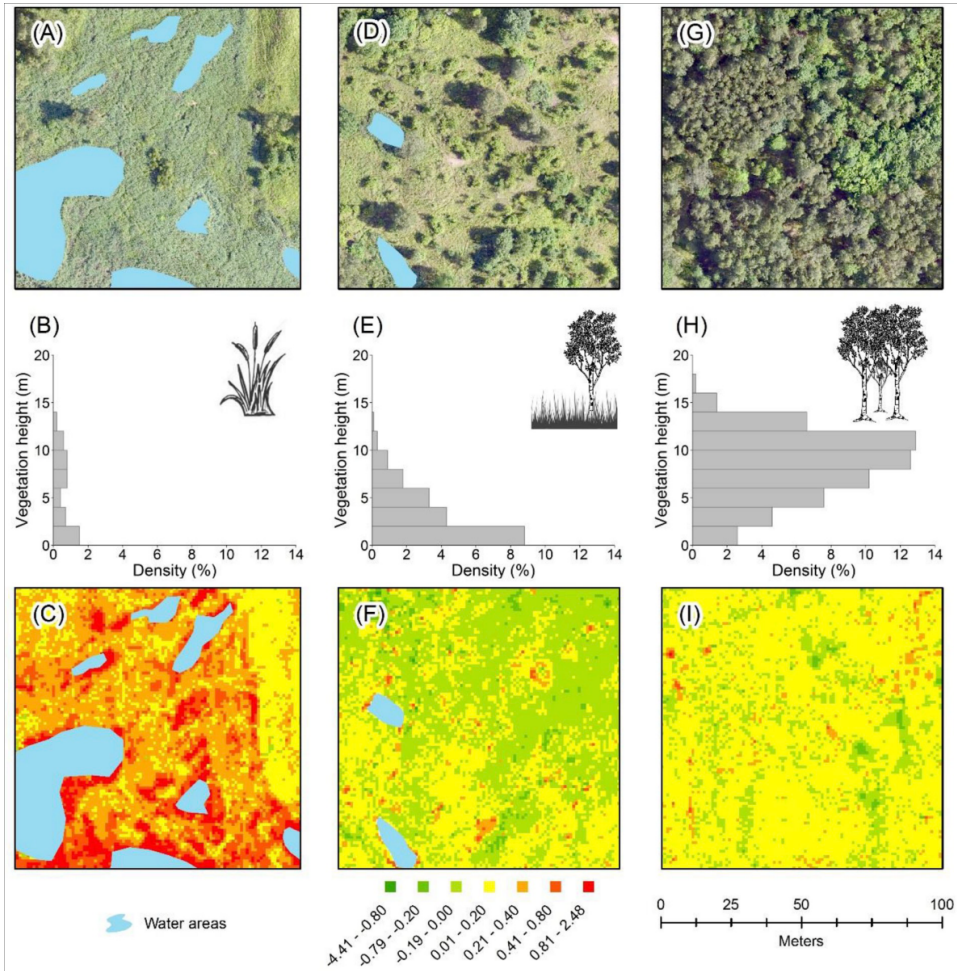 (A)
(D)
(G)
(B)
(E)
(H)
Vegetation height (m)
20
15
10
5
0
0 2 4 6 8 10 12 14
Density (%)
Vegetation height (m)
20
15
10
5
0
0 2 4 6 8 10 12 14
Density (%)
Vegetation height (m)
20
15
10
5
0
0 2 4 6 8 10 12 14
Density (%)
(C)
(F)
(I)
Water areas
-4.41 - -0.80
-0.79 - -0.20
-0.19 - 0.00
0.01 - 0.20
0.21 - 0.40
0.41 - 0.80
0.81 - 2.48
0 25 50 75 100
Meters